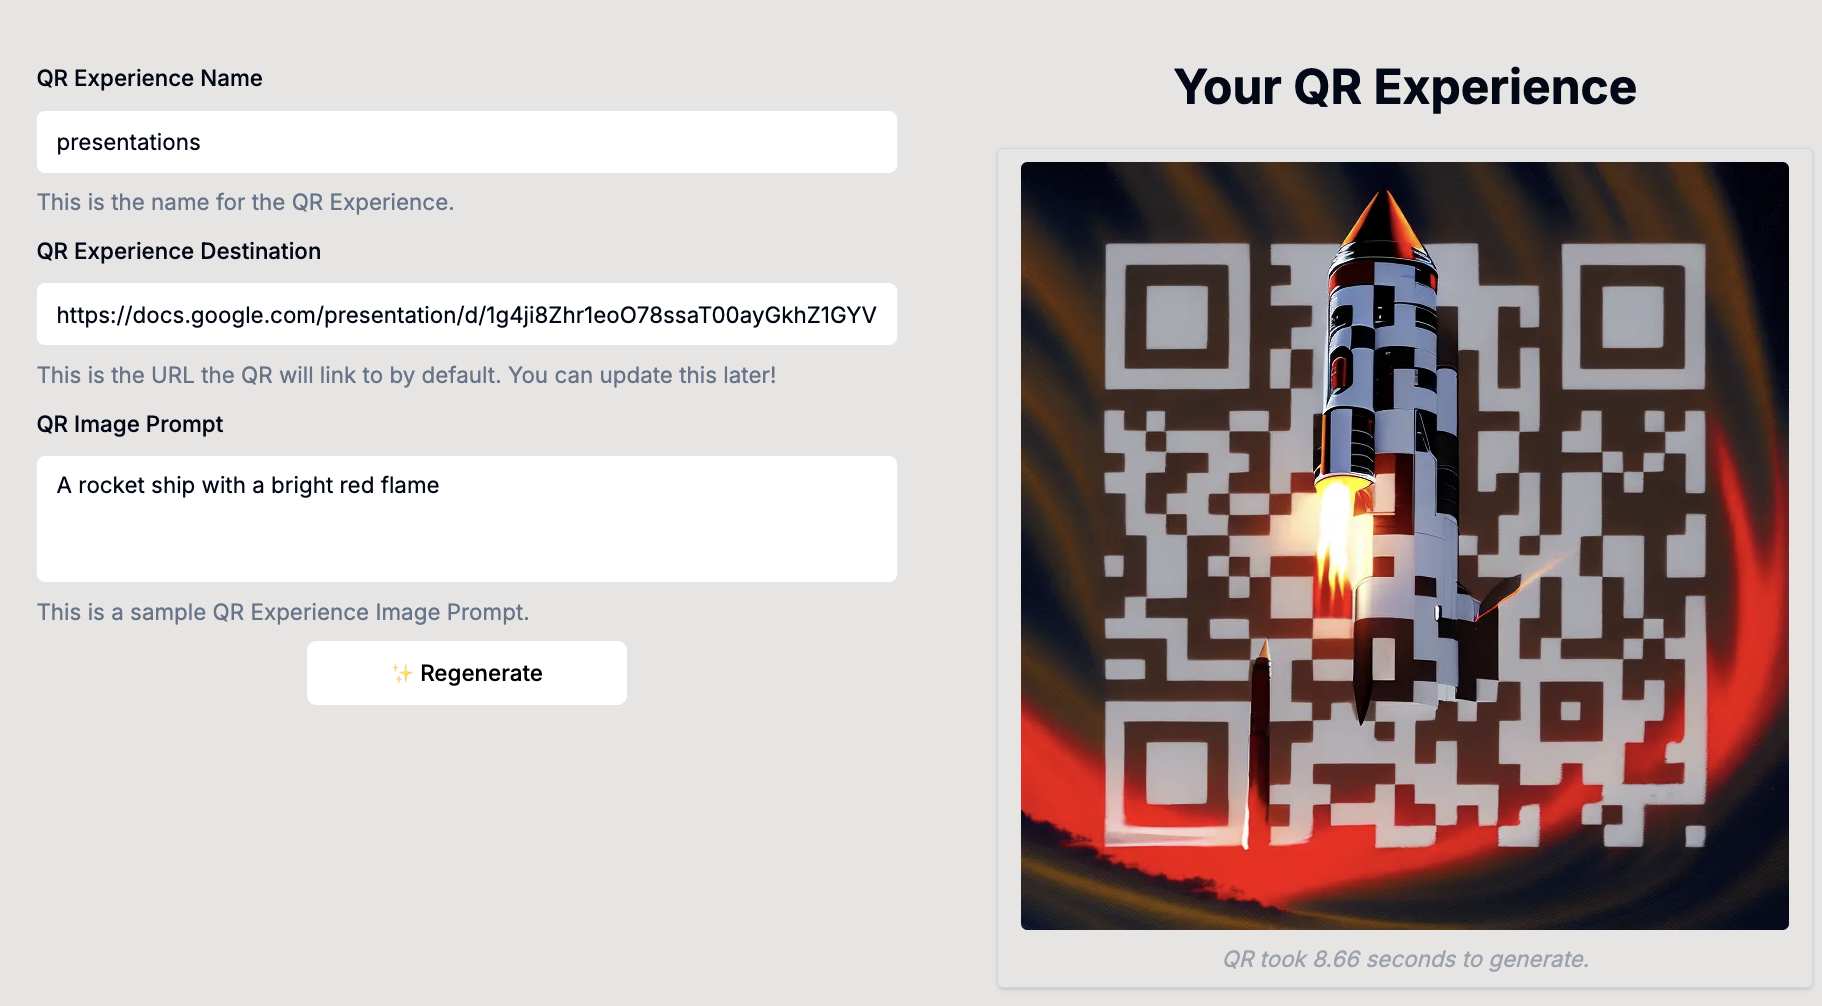 QR Experience Name
presentations
This is the name for the QR Experience.
QR Experience Destination
https://docs.google.com/presentation/d/1g4ji8Zhr1eoO78ssaT00ayGkhZ1GYV
This is the URL the QR will link to by default. You can update this later!
QR Image Prompt
A rocket ship with a bright red flame
This is a sample QR Experience Image Prompt.
✨ Regenerate
Your QR Experience
QR took 8.66 seconds to generate.